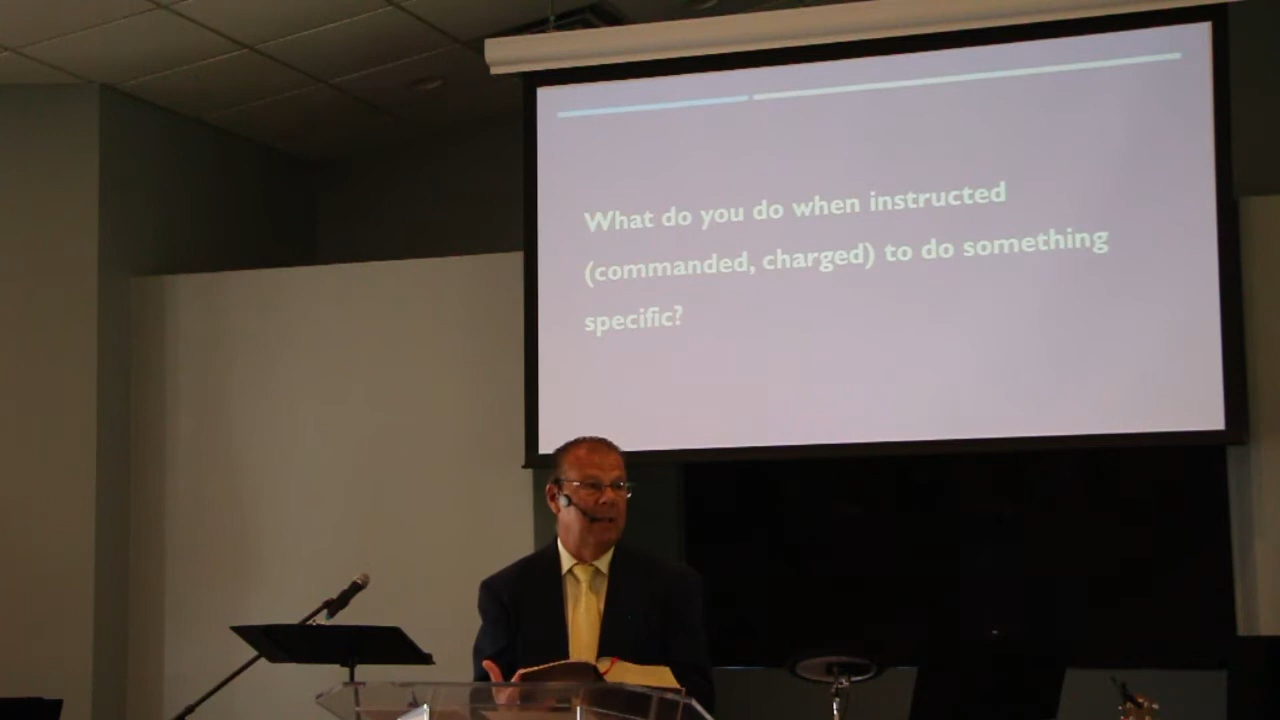 What do you do when instructed
(commanded, charged) to do something
specific?